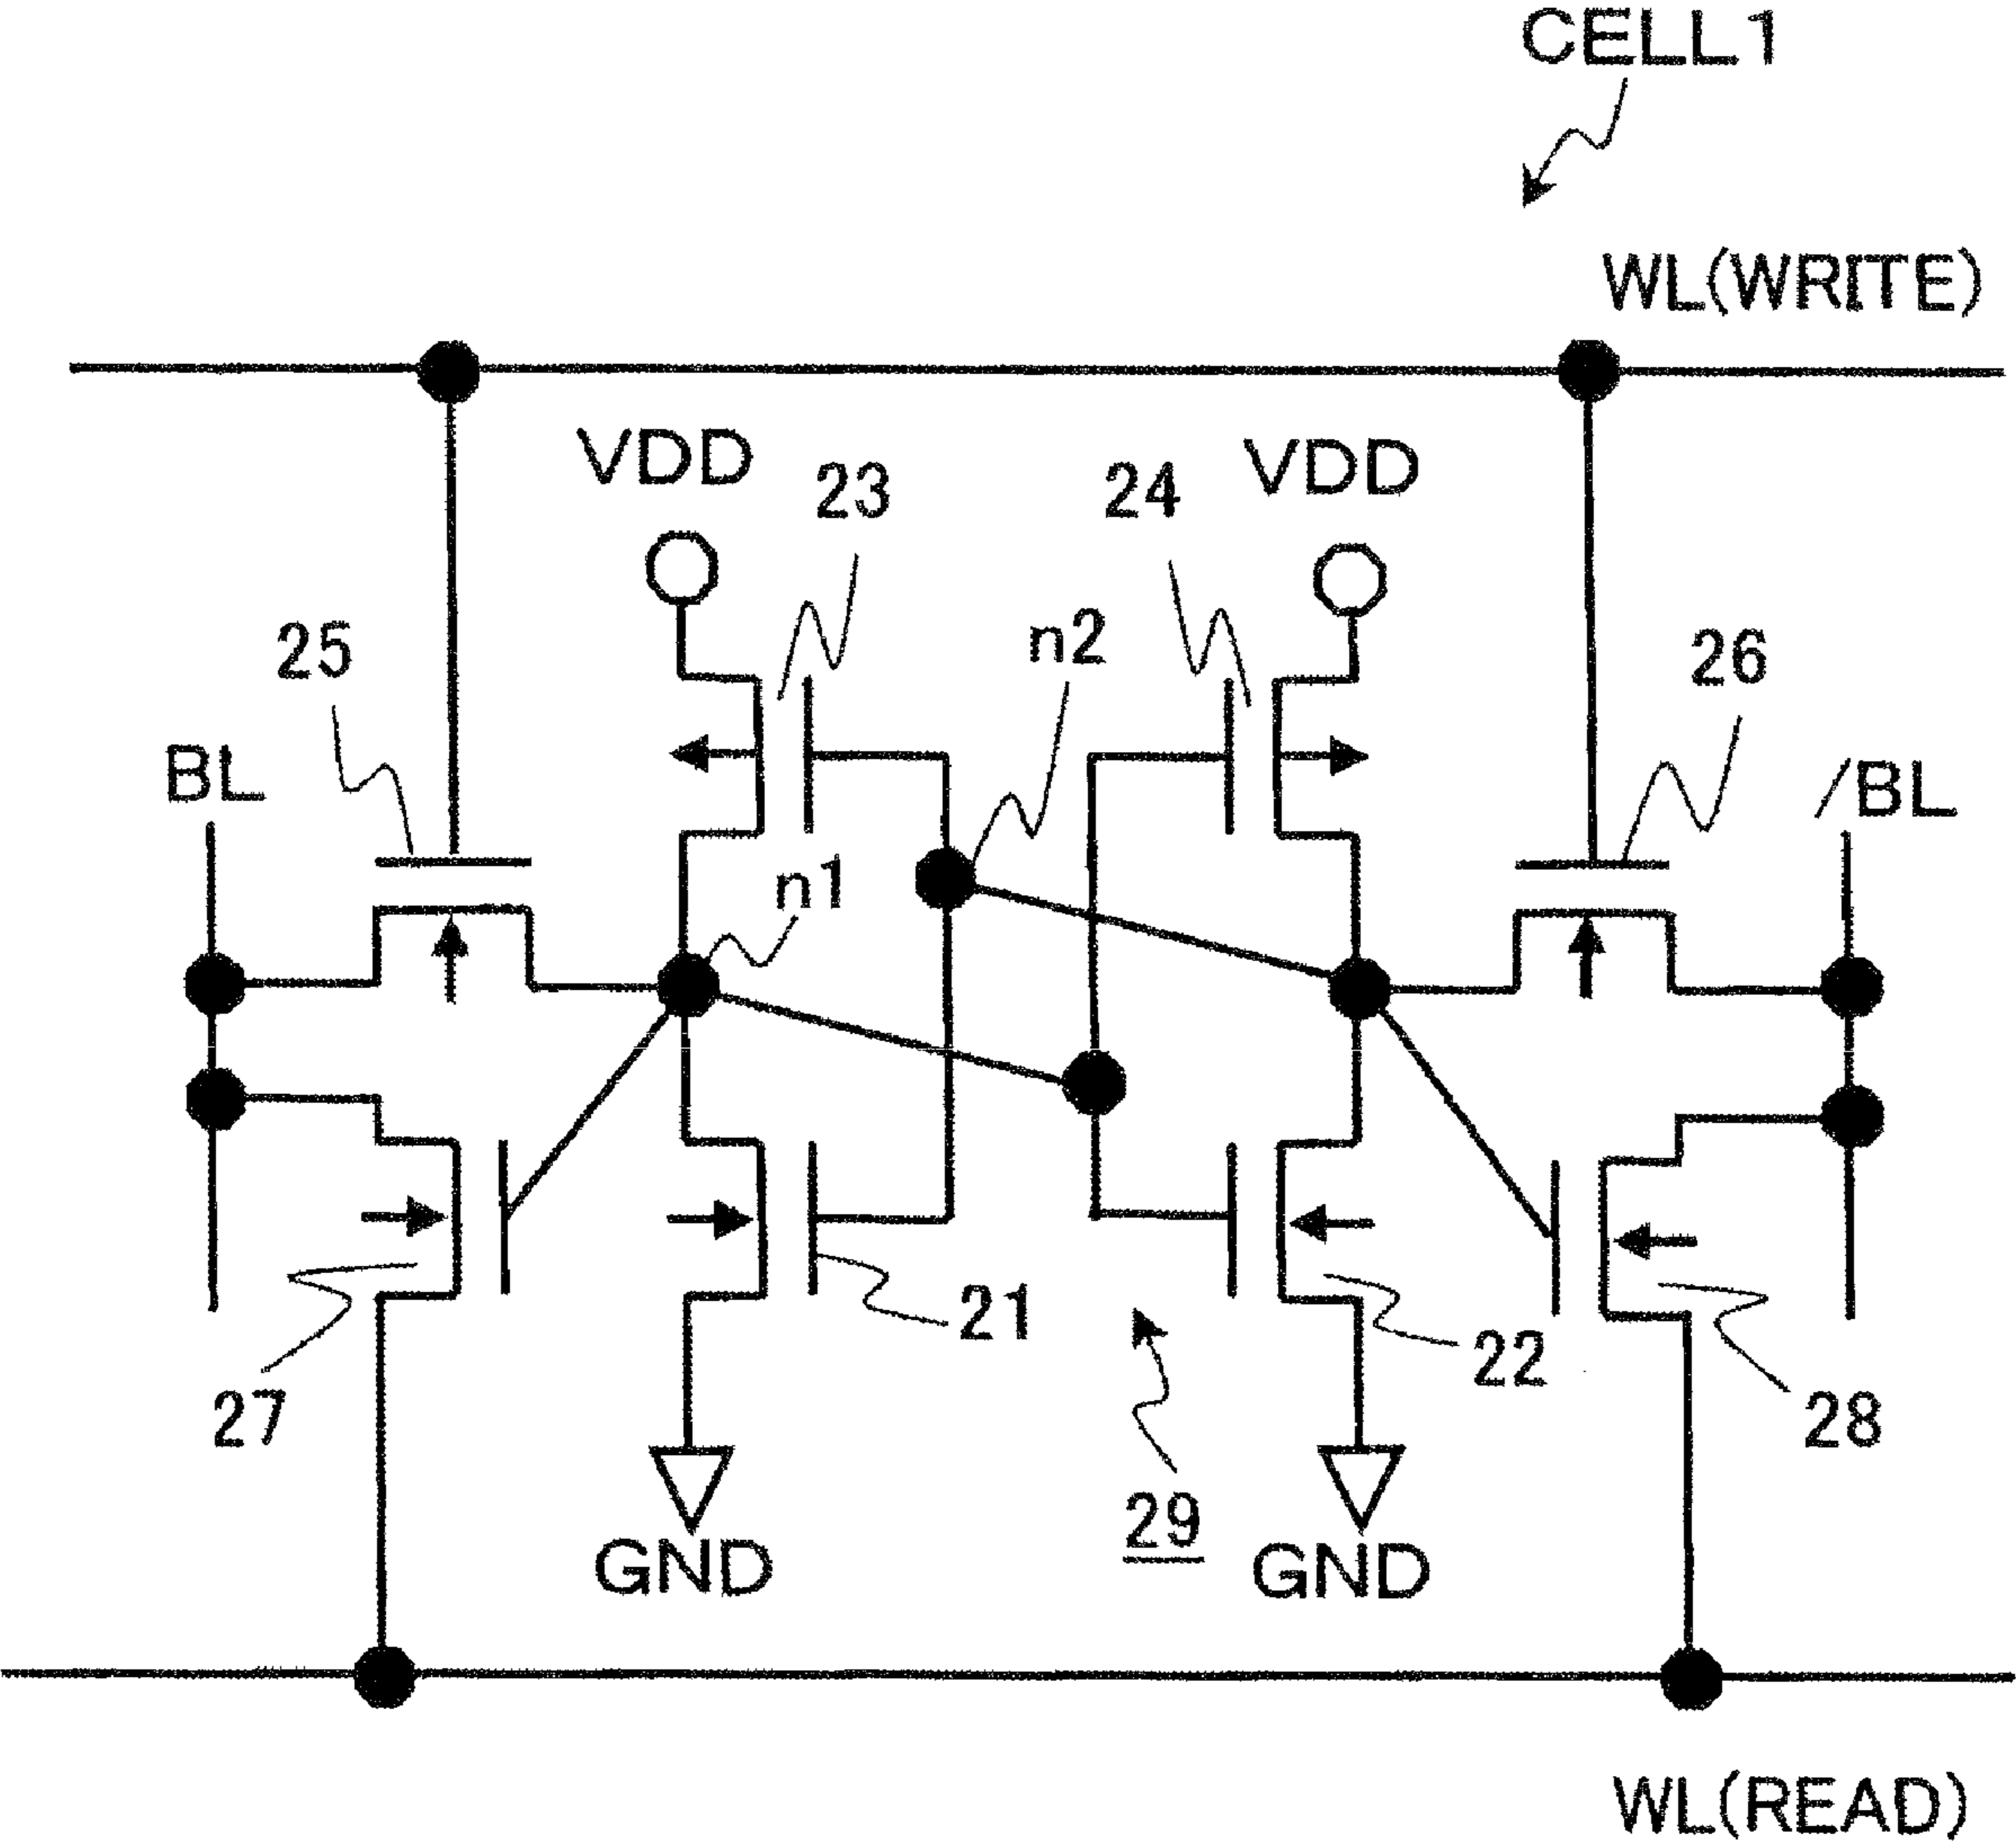 CELL1
WL(WRITE)
VDD
23
24
VDD
25
n2
26
BL
n1
/BL
21
22
27
28
29
GND
GND
WL(READ)